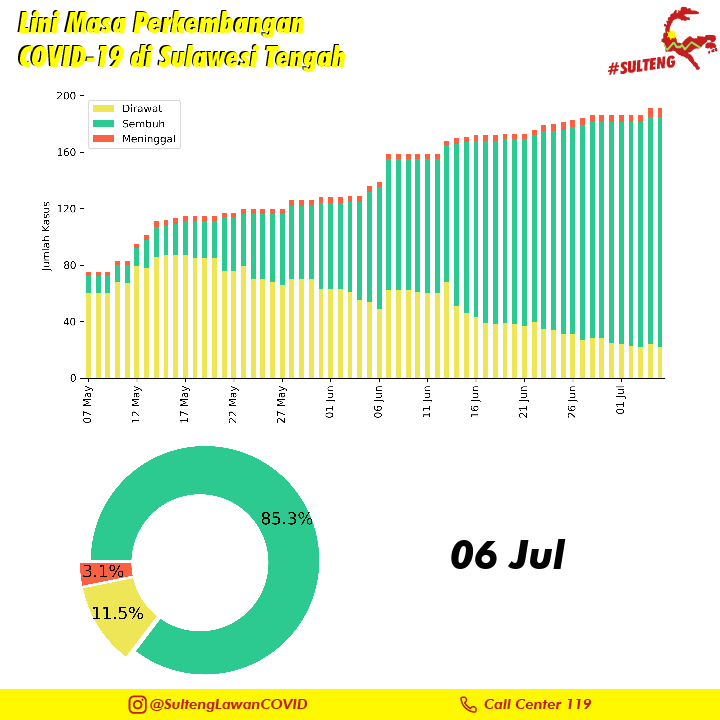 Lini Masa Perkembangan
COVID-19 di Sulawesi Tengah
#SULTENG
Dirawat
Sembuh
Meninggal
Jumlah Kasus
200
160
120
80
40
0
07 May
12 May
17 May
22 May
27 May
01 Jun
06 Jun
11 Jun
16 Jun
21 Jun
26 Jun
01 Jul
85.3%
3.1%
11.5%
06 Jul
@SultengLawanCOVID
Call Center 119